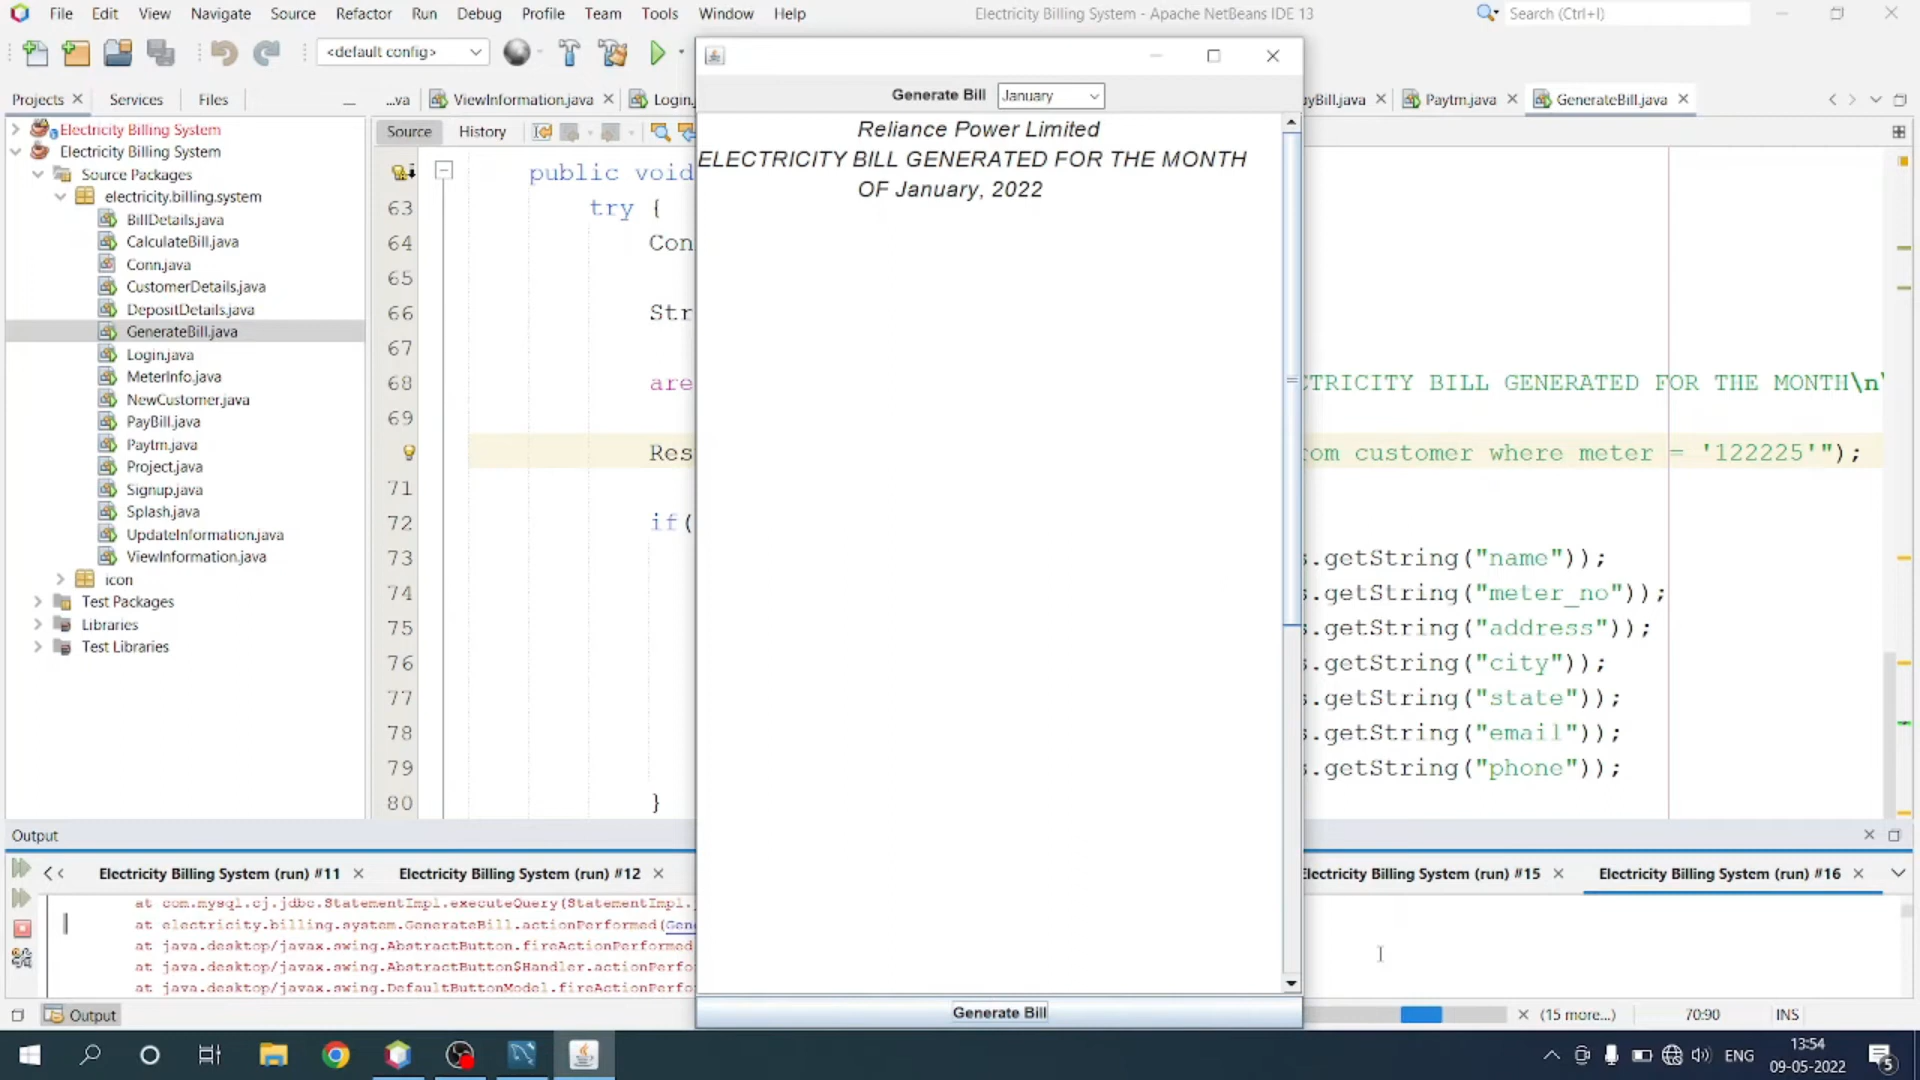 File Edit View Navigate Source Refactor Run Debug Profile Team Tools Window Help
Electricity Billing System - Apache NetBeans IDE 13
Search (Ctrl+I)
<default config>
Generate Bill January
Projects Services Files
...va ViewInformation.java Login. yBill.java Paytm.java GenerateBill.java
Source History
Electricity Billing System
Electricity Billing System
Source Packages
electricity.billing.system
BillDetails.java
CalculateBill.java
Conn.java
CustomerDetails.java
DepositDetails.java
GenerateBill.java
Login.java
MeterInfo.java
NewCustomer.java
PayBill.java
Paytm.java
Project.java
Signup.java
Splash.java
UpdateInformation.java
ViewInformation.java
icon
Test Packages
Libraries
Test Libraries
public void
63 try {
64 Con
65
66 Str
67
68 are CTRICITY BILL GENERATED FOR THE MONTH\n\
69
Res om customer where meter = '122225'");
71
72 if(
73 s.getString("name"));
74 s.getString("meter_no"));
75 s.getString("address"));
76 s.getString("city"));
77 s.getString("state"));
78 s.getString("email"));
79 s.getString("phone"));
80 }
Reliance Power Limited
ELECTRICITY BILL GENERATED FOR THE MONTH
OF January, 2022
Generate Bill
Output
Electricity Billing System (run) #11 Electricity Billing System (run) #12 Electricity Billing System (run) #15 Electricity Billing System (run) #16
at com.mysql.cj.jdbc.StatementImpl.executeQuery(StatementImpl.
at electricity.billing.system.GenerateBill.actionPerformed(Gene
at java.desktop/javax.swing.AbstractButton.fireActionPerformed
at java.desktop/javax.swing.AbstractButton$Handler.actionPerfo
at java.desktop/javax.swing.DefaultButtonModel.fireActionPerfo
Output
(15 more...) 70:90 INS
ENG
13:54
09-05-2022
5